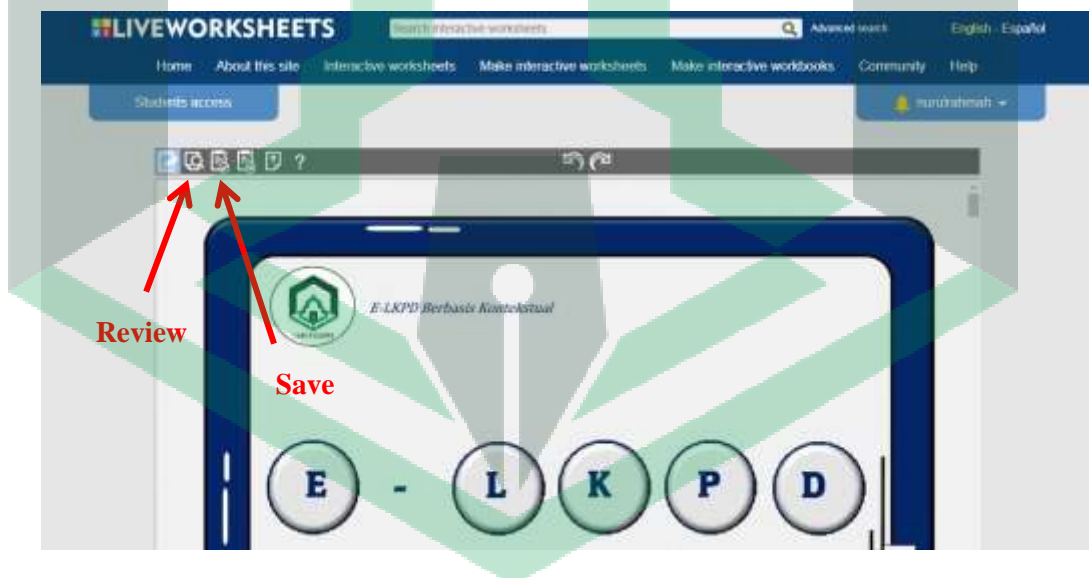 LIVEWORKSHEETS
Search interactive worksheets
Advanced search
English - Español
Home About this site Interactive worksheets Make interactive worksheets Make interactive workbooks Community Help
Students access
nurulrahmah
?
E-LKPD Berbasis Kontekstual
Review
Save
E - L K P D